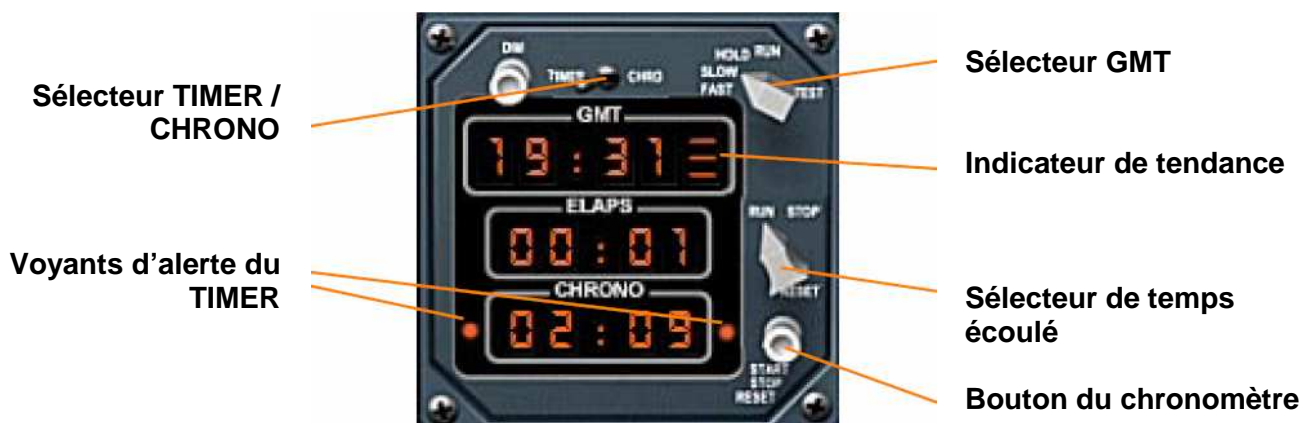 Sélecteur TIMER /
CHRONO
Voyants d'alerte du
TIMER
DIM
TIMER CHRO
HOLD RUN
SLOW
FAST
TEST
GMT
19:31
ELAPS
00:01
RUN STOP
RESET
CHRONO
02:09
START
STOP
RESET
Sélecteur GMT
Indicateur de tendance
Sélecteur de temps
écoulé
Bouton du chronomètre